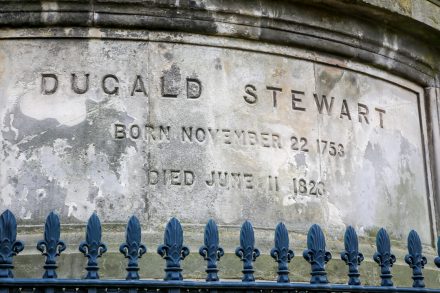 DUGALD STEWART
BORN NOVEMBER 22 1753
DIED JUNE 11 1828